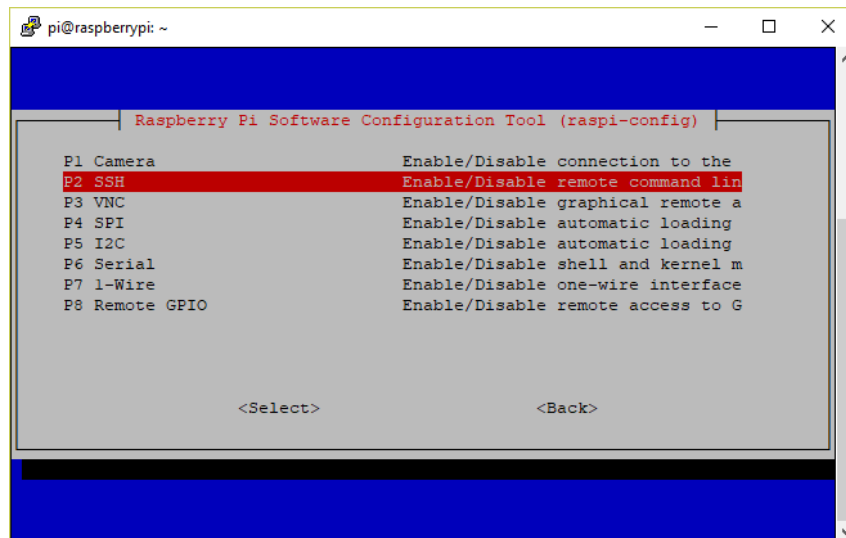 pi@raspberrypi: ~
Raspberry Pi Software Configuration Tool (raspi-config)
P1 Camera Enable/Disable connection to the
P2 SSH Enable/Disable remote command lin
P3 VNC Enable/Disable graphical remote a
P4 SPI Enable/Disable automatic loading
P5 I2C Enable/Disable automatic loading
P6 Serial Enable/Disable shell and kernel m
P7 1-Wire Enable/Disable one-wire interface
P8 Remote GPIO Enable/Disable remote access to G
<Select> <Back>